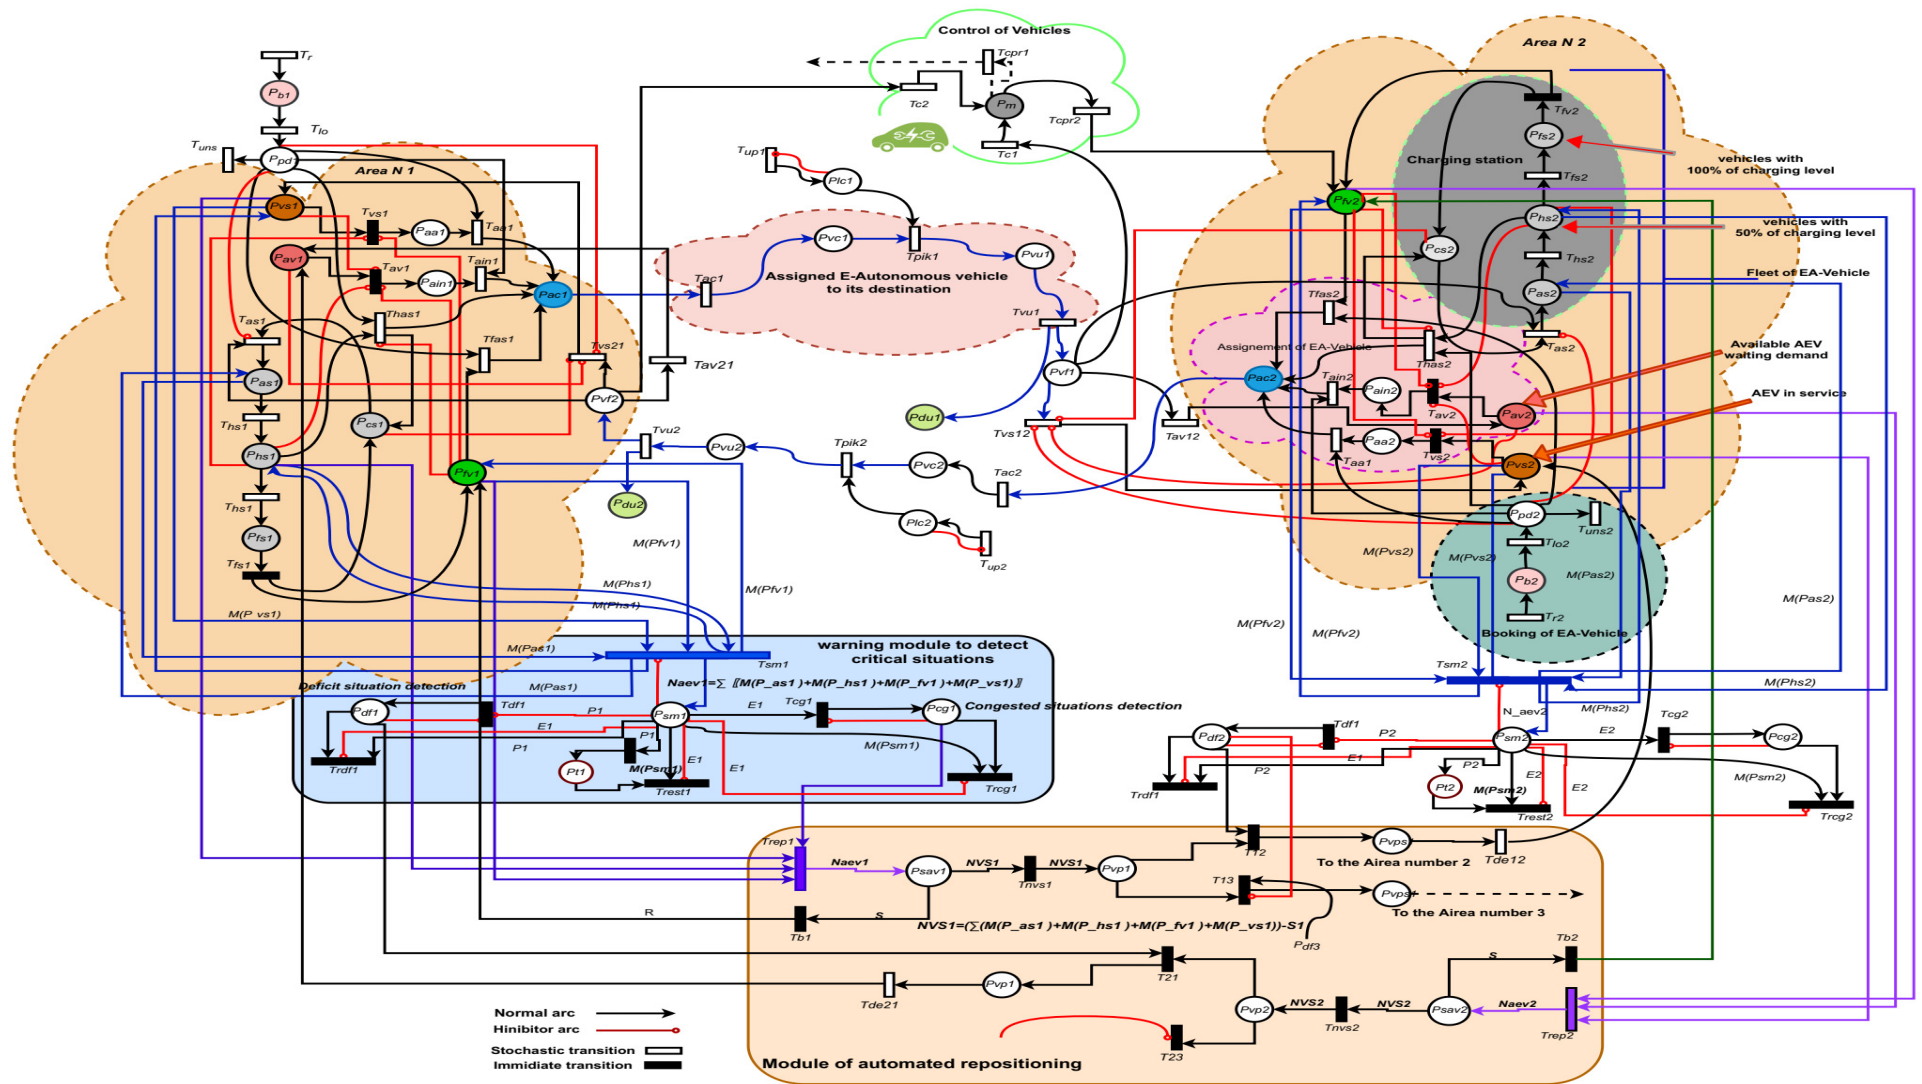 Control of Vehicles
Area N 2
Tr
Tcpr1
Pb1
Tc2
Pm
Tcpr2
Tfv2
Tlo
Tuns
Ppd1
Tup1
Tc1
Pfs2
Charging station
vehicles with
100% of charging level
Area N 1
Plc1
Tfs2
Pvs1
Tvs1
Paa1
Taa1
Pfv2
Phs2
vehicles with
50% of charging level
Pvc1
Tpik1
Pvu1
Pcs2
Ths2
Pav1
Tav1
Pain1
Tain1
Pac1
Tac1
Assigned E-Autonomous vehicle
to its destination
Fleet of EA-Vehicle
Pas2
Tfas2
Thas1
Tvu1
Tas1
Tfas1
Tvs21
Tav21
Assignement of EA-Vehicle
Thas2
Tas2
Available AEV
waiting demand
Pas1
Pvf1
Pac2
Tain2
Pain2
Pvf2
AEV in service
Pdu1
Tav2
Pav2
Ths1
Pcs1
Tvs12
Tav12
Tvu2
Pvu2
Tpik2
Paa2
Taa1
Tvs2
Phs1
Pvc2
Tac2
Pvs2
Pfv1
Ths1
Pdu2
Plc2
Ppd2
Tuns2
Pfs1
M(Pfv1)
Tup2
Tlo2
M(Pvs2)
M(Pvs2)
Tfs1
M(Phs1)
M(Pfv1)
Pb2
M(Pas2)
M(Phs1)
M(Pas2)
M(P_vs1)
Tr2
M(Pfv2)
M(Pfv2)
Booking of EA-Vehicle
M(Pas1)
warning module to detect
critical situations
Tsm1
Tsm2
M(Phs2)
Deficit situation detection
M(Pas1)
Naev1=∑ ⟦M(P_as1 )+M(P_hs1 )+M(P_fv1 )+M(P_vs1)⟧
M(Phs2)
Pdf1
Tdf1
P1
Psm1
E1
Tcg1
Pcg1
Congested situations detection
N_aev2
E1
P1
P1
M(Psm1)
Tdf1
Pdf2
P2
Psm2
E2
Tcg2
Pcg2
E1
Trdf1
Pt1
M(Psm1)
E1
E1
Trest1
Trcg1
P2
P2
E2
E2
M(Psm2)
Trdf1
Pt2
M(Psm2)
Trest2
Trcg2
Trep1
Naev1
Psav1
NVS1
Tnvs1
NVS1
Pvp1
T12
Pvps
Tde12
To the Airea number 2
T13
Pvps1
To the Airea number 3
R
S
Tb1
NVS1=(∑(M(P_as1 )+M(P_hs1 )+M(P_fv1 )+M(P_vs1))-S1
Pdf3
S
Tb2
T21
Pvp1
Tde21
Pvp2
NVS2
Tnvs2
NVS2
Psav2
Naev2
Trep2
T23
Module of automated repositioning
Normal arc
Hinibitor arc
Stochastic transition
Immidiate transition